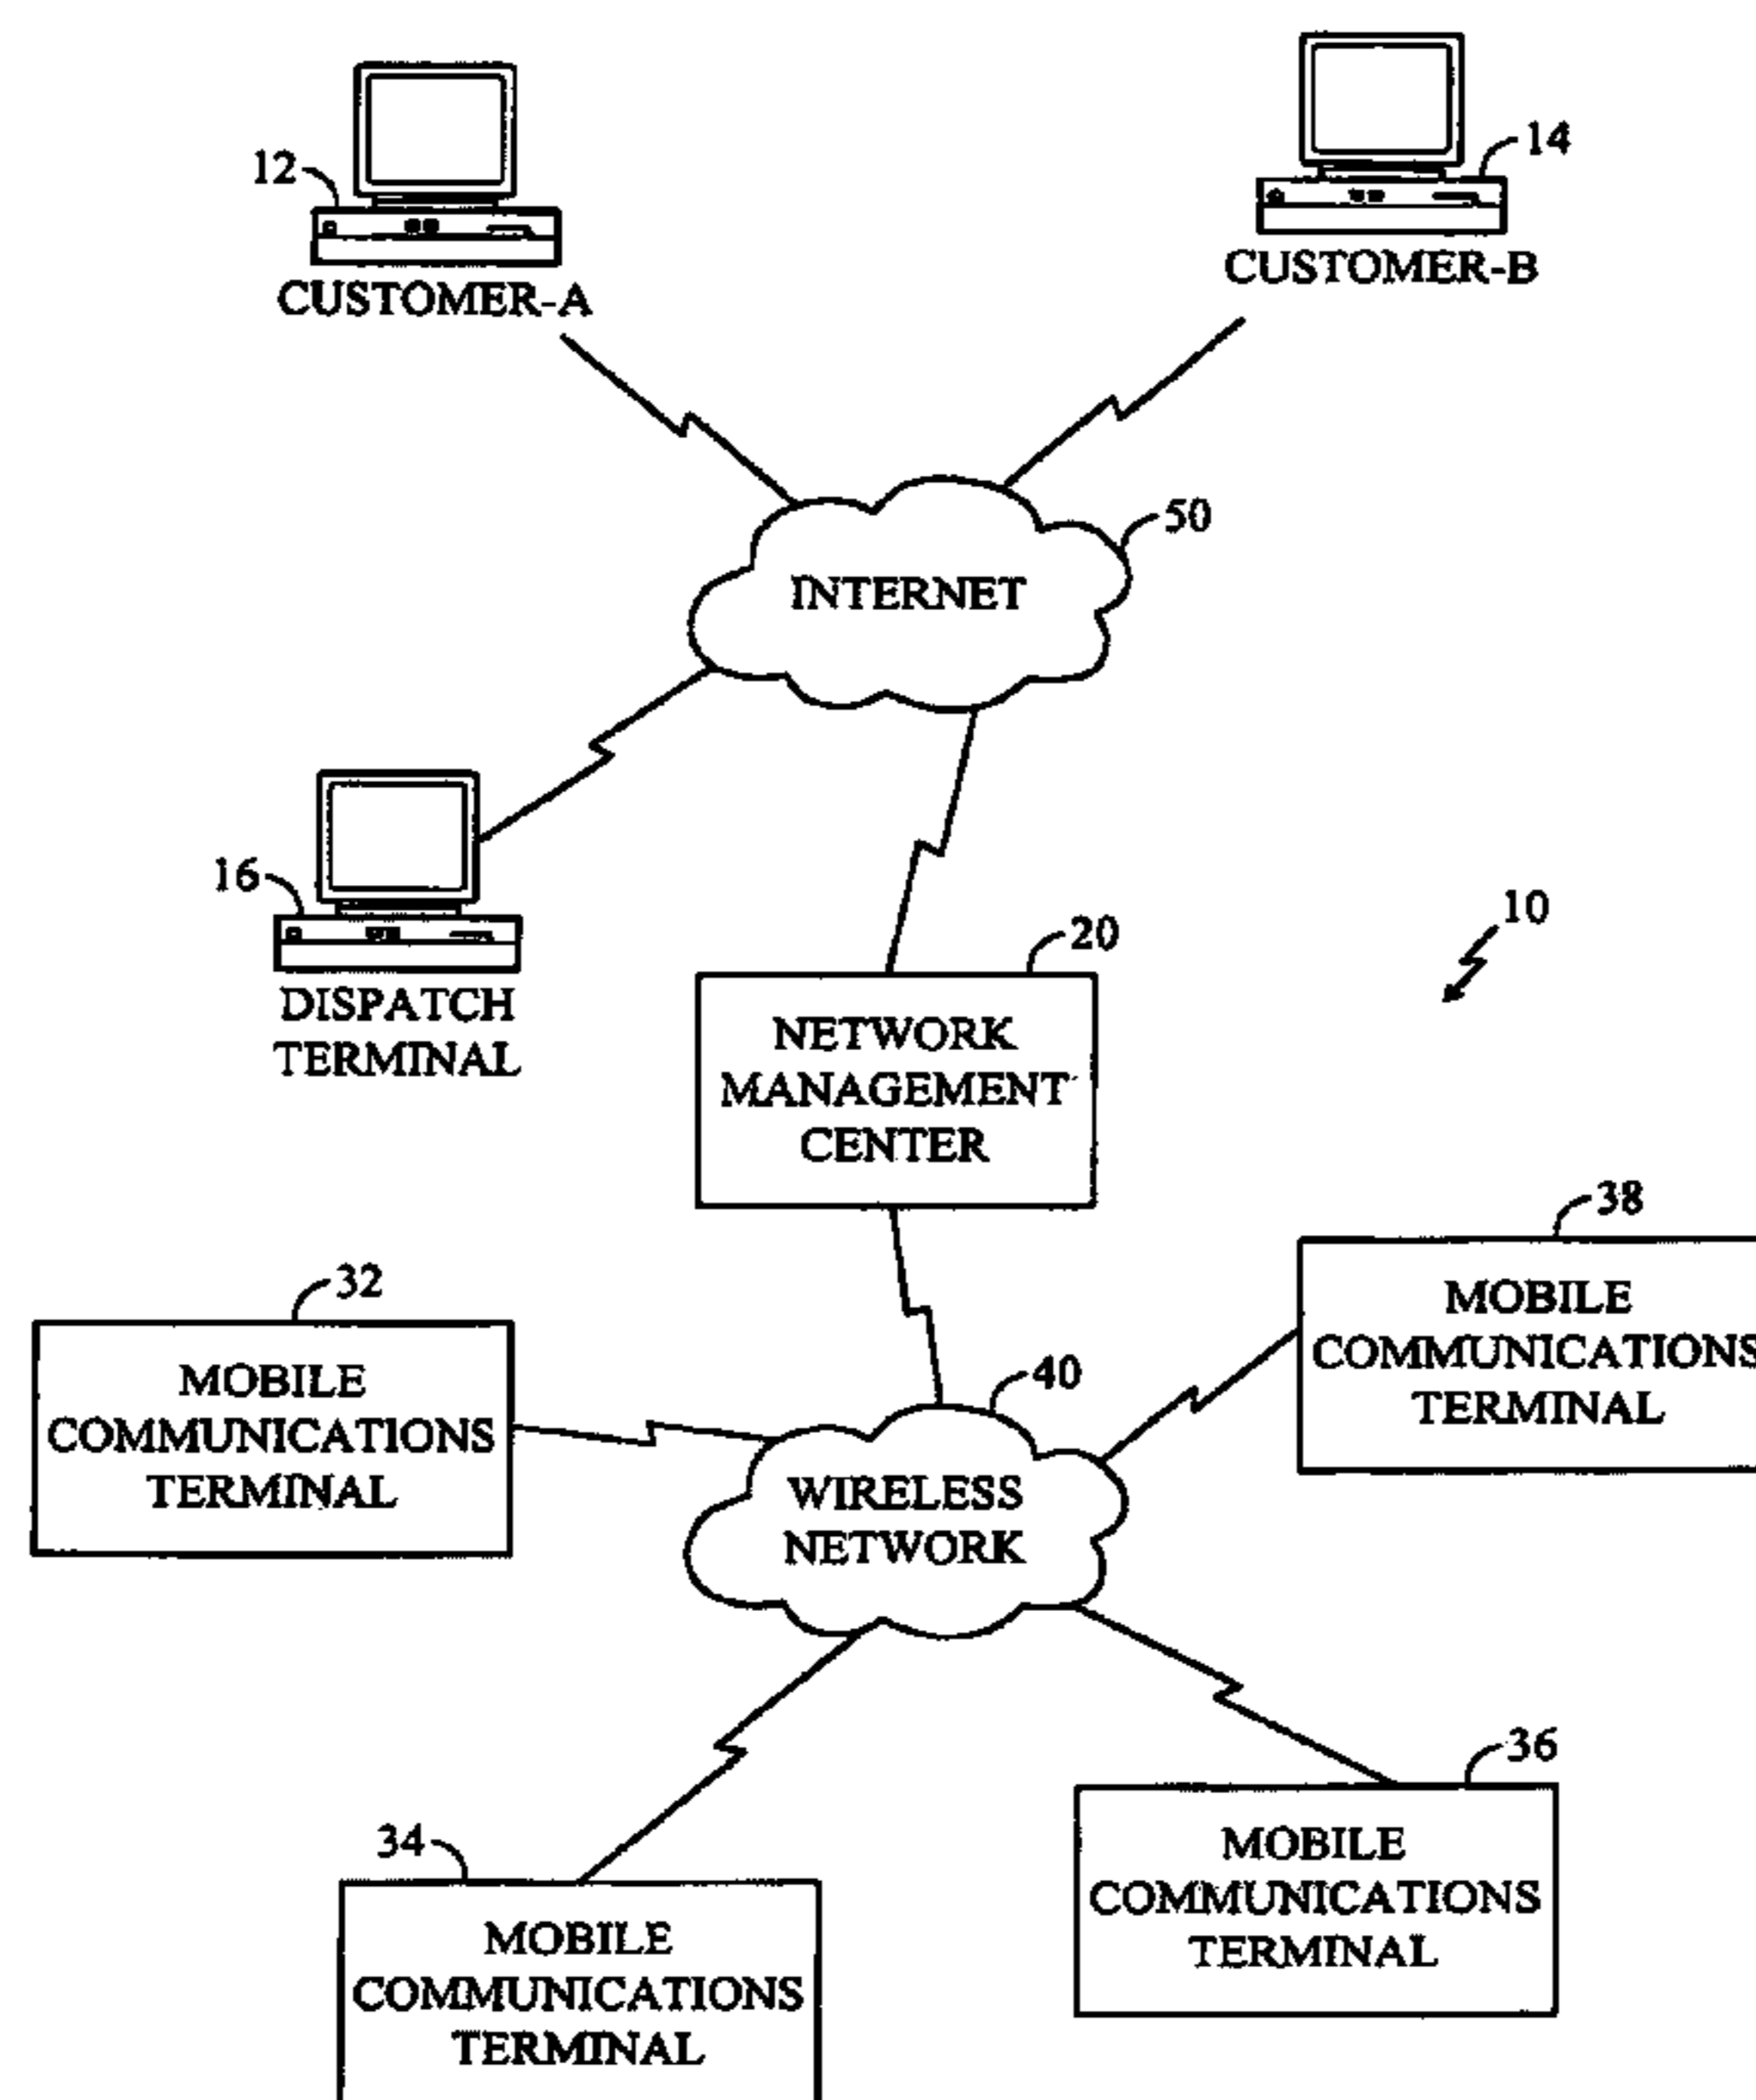 12
CUSTOMER-A
14
CUSTOMER-B
50
INTERNET
16
DISPATCH
TERMINAL
20
NETWORK
MANAGEMENT
CENTER
10
32
MOBILE
COMMUNICATIONS
TERMINAL
38
MOBILE
COMMUNICATIONS
TERMINAL
40
WIRELESS
NETWORK
34
MOBILE
COMMUNICATIONS
TERMINAL
36
MOBILE
COMMUNICATIONS
TERMINAL